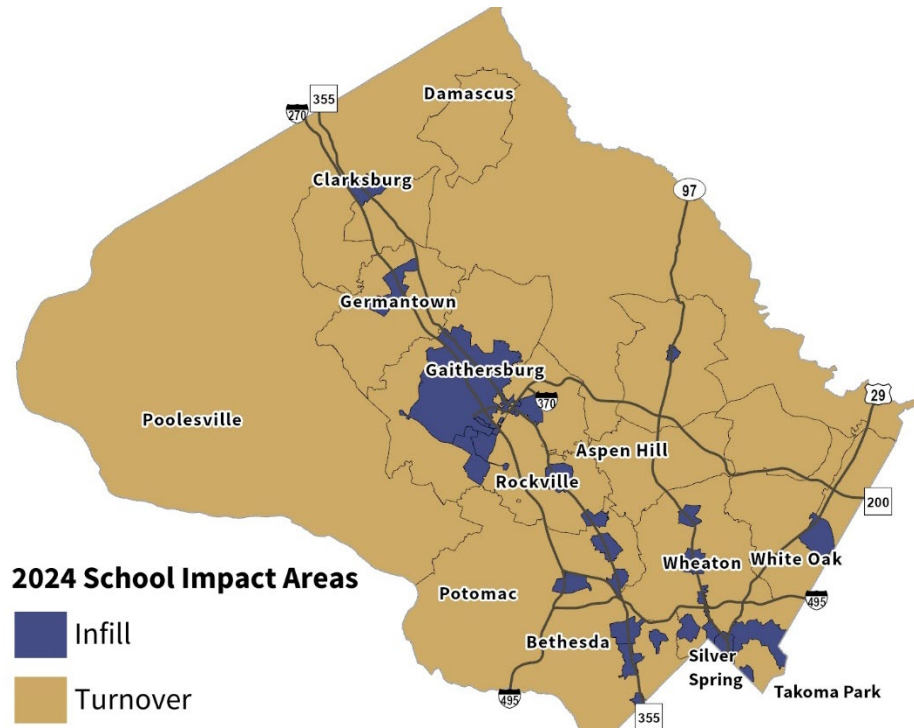 355
270
Damascus
Clarksburg
97
Germantown
Gaithersburg
370
29
Poolesville
Aspen Hill
Rockville
200
2024 School Impact Areas
Infill
Turnover
Wheaton
White Oak
Potomac
495
Bethesda
Silver
Spring
Takoma Park
495
355